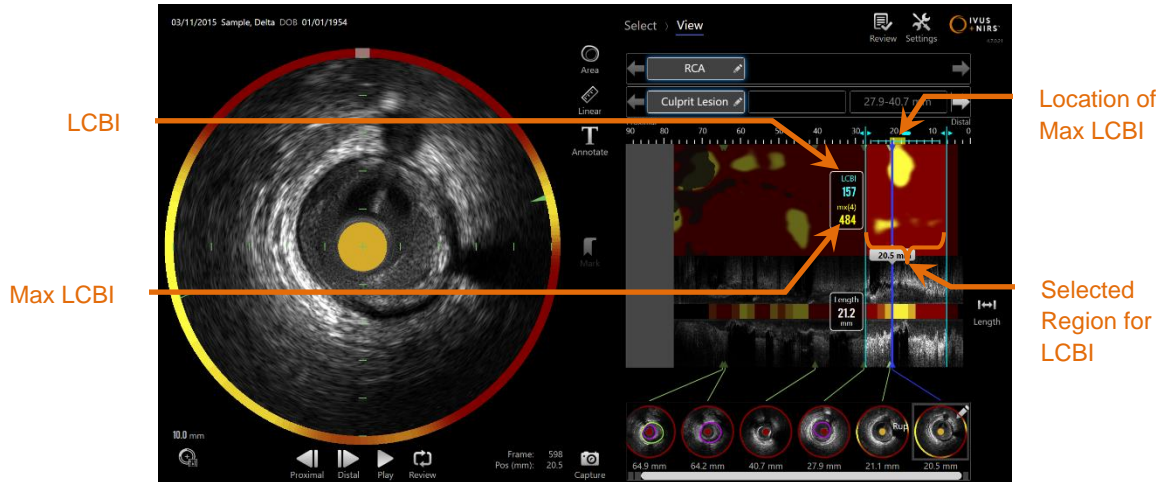 03/11/2015 Sample, Delta DOB 01/01/1954
Select > View
Review
Settings
IVUS
+NIRS
Area
Linear
T
Annotate
Mark
RCA
Culprit Lesion
27.9-40.7 mm
Distal
90 80 70 60 50 40 30 20 10 0
LCBI
Max LCBI
Location of
Max LCBI
Selected
Region for
LCBI
LCBI
157
mx(4)
484
20.5 mm
Length
21.2
mm
Length
10.0 mm
Proximal
Distal
Play
Review
Frame: 598
Pos (mm): 20.5
Capture
Rup
64.9 mm
64.2 mm
40.7 mm
27.9 mm
21.1 mm
20.5 mm